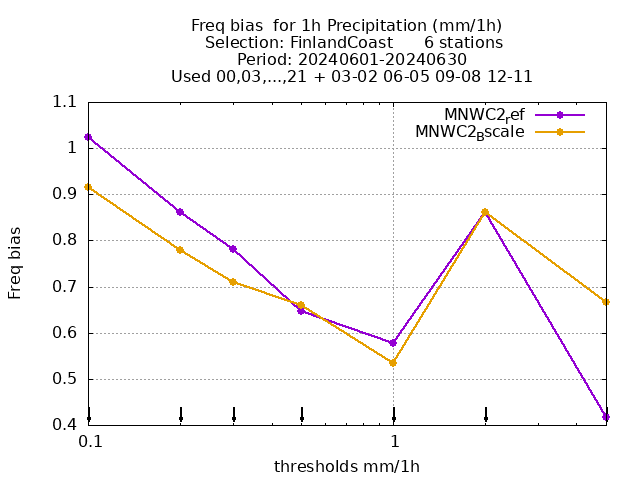 Freq bias  for 1h Precipitation (mm/1h)
Selection: FinlandCoast      6 stations
Period: 20240601-20240630
Used 00,03,...,21 + 03-02 06-05 09-08 12-11
MNWC2ref
MNWC2Bscale
1.1
1
0.9
0.8
0.7
0.6
0.5
0.4
Freq bias
0.1
1
thresholds mm/1h